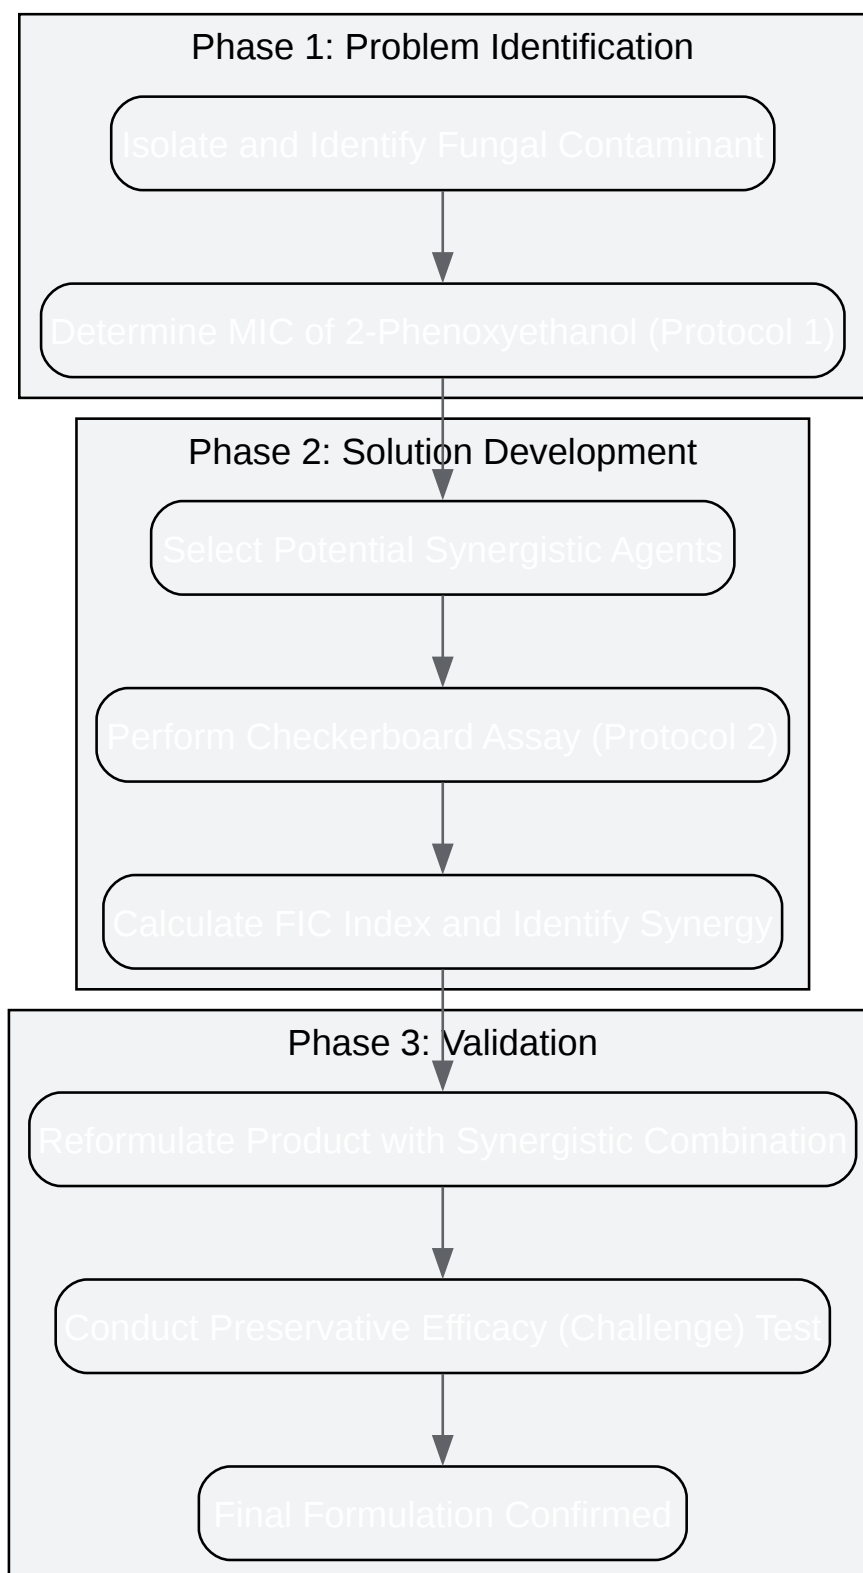 Phase 1: Problem Identification
Isolate and Identify Fungal Contaminant
Determine MIC of 2-Phenoxyethanol (Protocol 1)
Phase 2: Solution Development
Select Potential Synergistic Agents
Perform Checkerboard Assay (Protocol 2)
Calculate FIC Index and Identify Synergy
Phase 3: Validation
Reformulate Product with Synergistic Combination
Conduct Preservative Efficacy (Challenge) Test
Final Formulation Confirmed